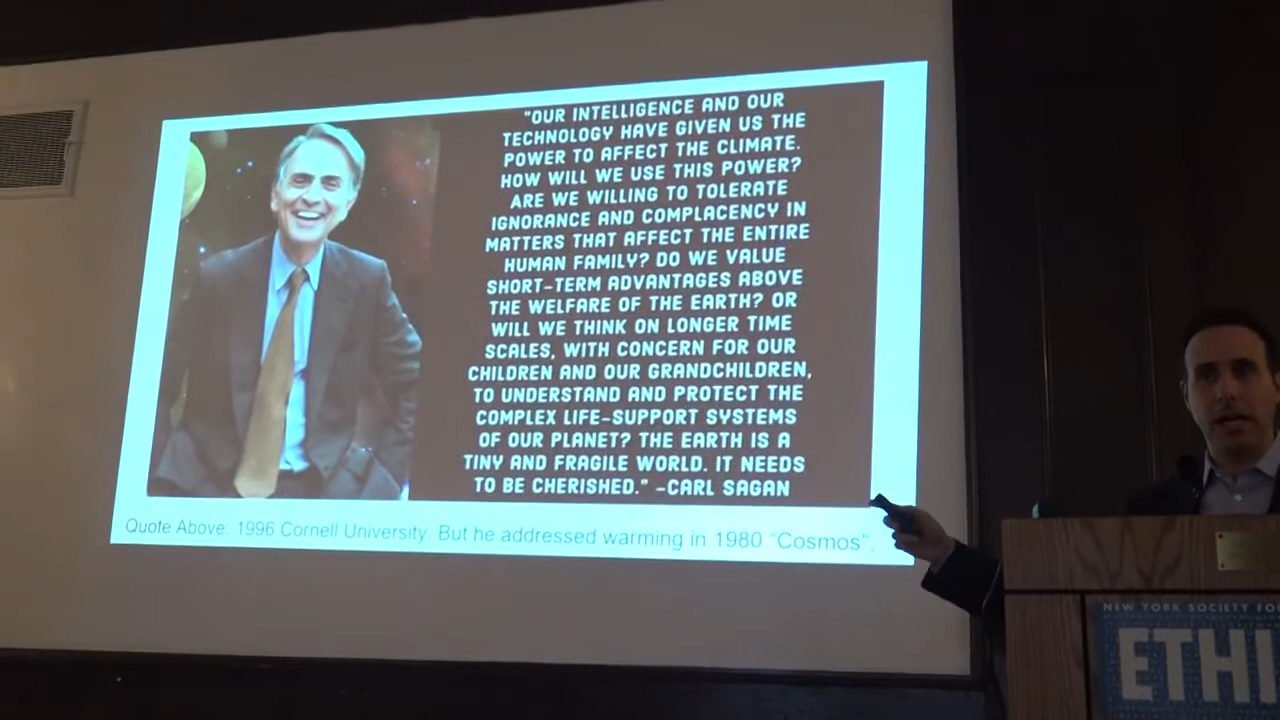 "OUR INTELLIGENCE AND OUR
TECHNOLOGY HAVE GIVEN US THE
POWER TO AFFECT THE CLIMATE.
HOW WILL WE USE THIS POWER?
ARE WE WILLING TO TOLERATE
IGNORANCE AND COMPLACENCY IN
MATTERS THAT AFFECT THE ENTIRE
HUMAN FAMILY? DO WE VALUE
SHORT-TERM ADVANTAGES ABOVE
THE WELFARE OF THE EARTH? OR
WILL WE THINK ON LONGER TIME
SCALES, WITH CONCERN FOR OUR
CHILDREN AND OUR GRANDCHILDREN,
TO UNDERSTAND AND PROTECT THE
COMPLEX LIFE-SUPPORT SYSTEMS
OF OUR PLANET? THE EARTH IS A
TINY AND FRAGILE WORLD. IT NEEDS
TO BE CHERISHED." -CARL SAGAN
Quote Above: 1996 Cornell University. But he addressed warming in 1980 "Cosmos".
NEW YORK SOCIETY FO
ETHI